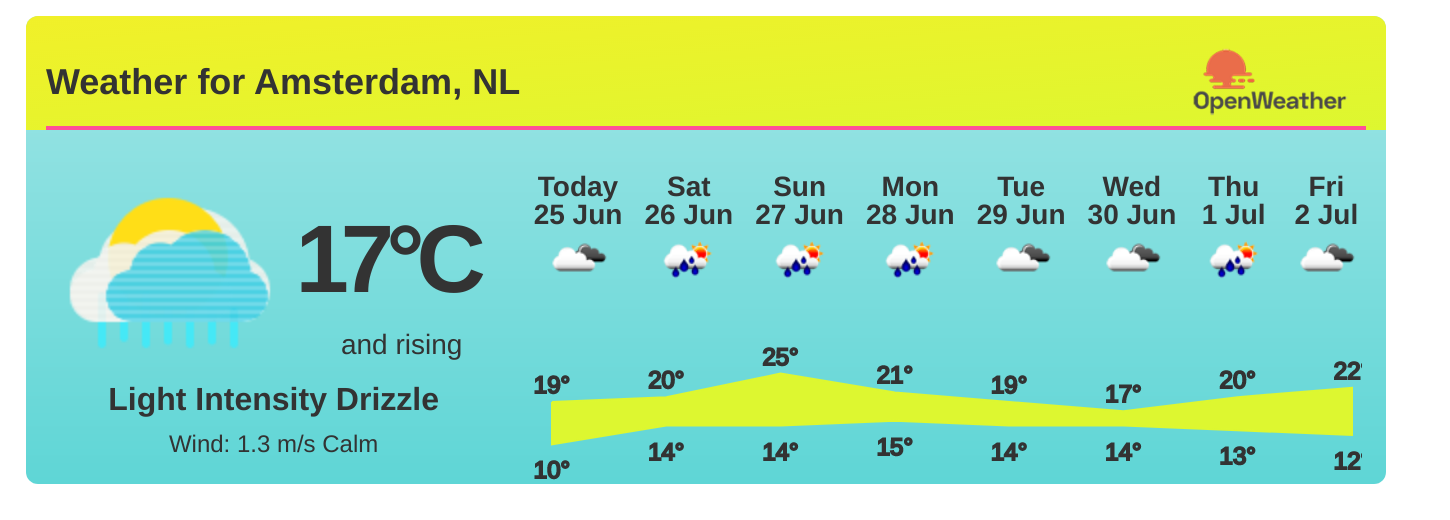 Weather for Amsterdam, NL
OpenWeather
17°C
and rising
Light Intensity Drizzle
Wind: 1.3 m/s Calm
Today Sat Sun Mon Tue Wed Thu Fri
25 Jun 26 Jun 27 Jun 28 Jun 29 Jun 30 Jun 1 Jul 2 Jul
19° 20° 25° 21° 19° 17° 20° 22°
10° 14° 14° 15° 14° 14° 13° 12°